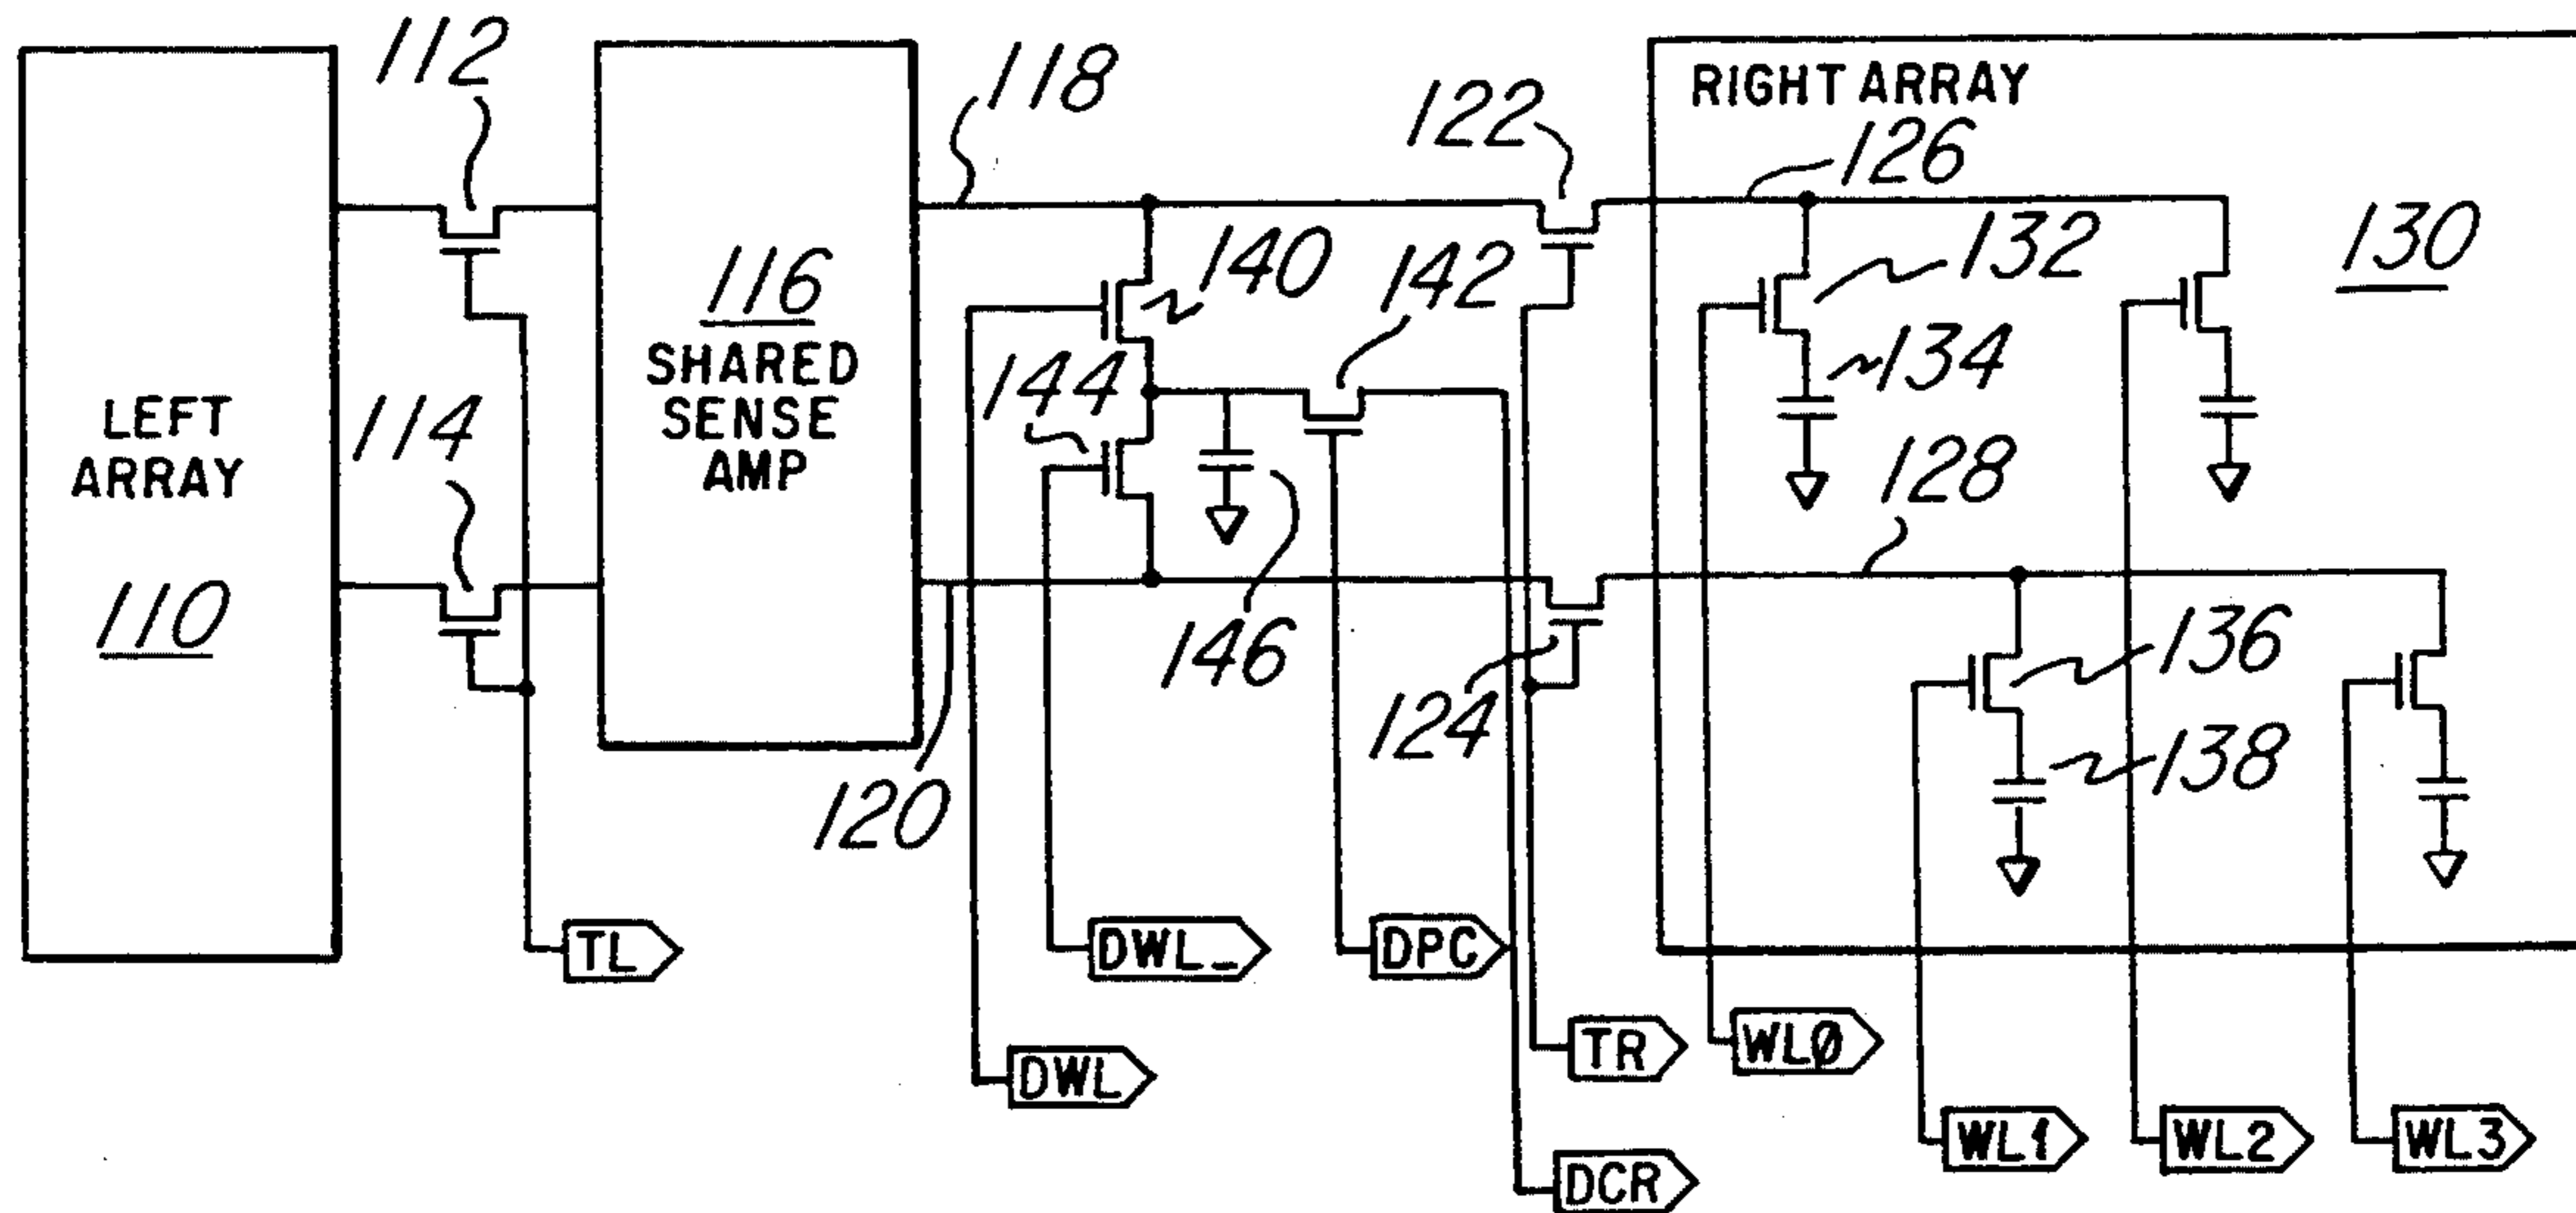 112
118
122
RIGHT ARRAY
126
116
SHARED
SENSE
AMP
140
142
132
130
134
144
LEFT
ARRAY
114
128
110
146
124
136
138
120
TL
DWL_
DPC
DWL
TR
WLØ
WL1
WL2
WL3
DCR